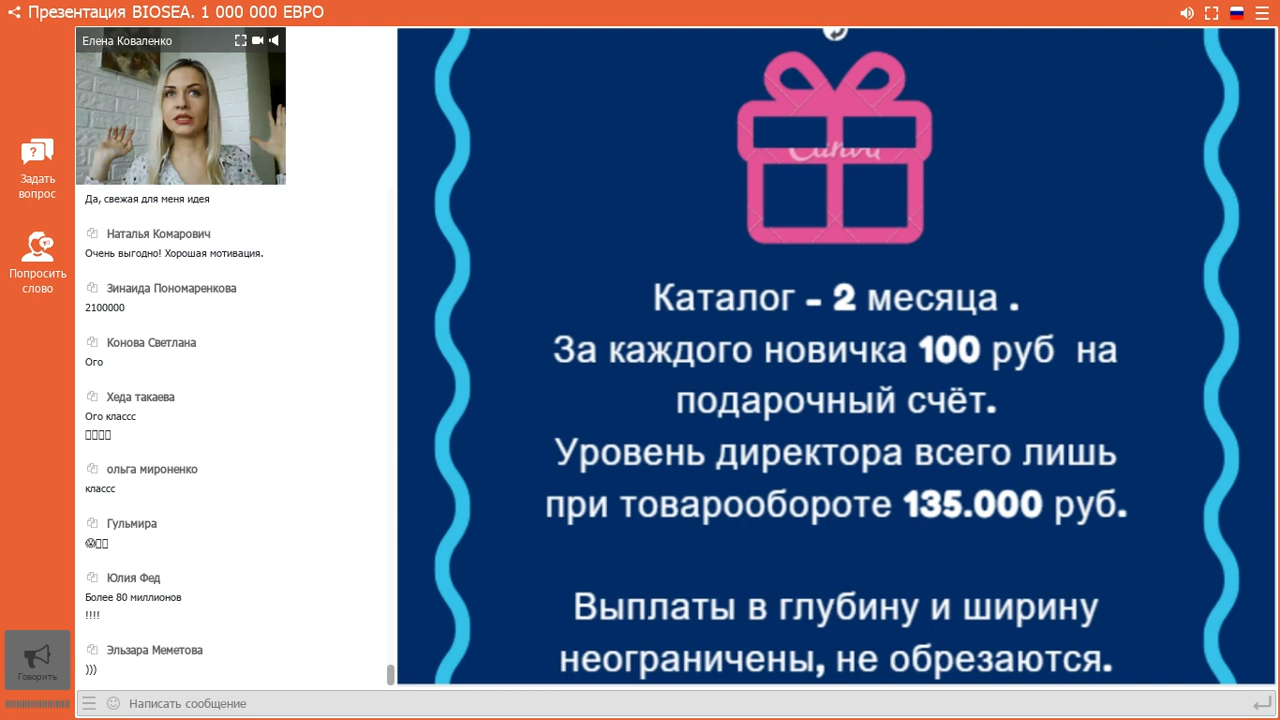 Презентация BIOSEA. 1 000 000 ЕВРО
Елена Коваленко
Задать
вопрос
Попросить
слово
Говорить
Да, свежая для меня идея
Наталья Комарович
Очень выгодно! Хорошая мотивация.
Зинаида Пономаренкова
2100000
Конова Светлана
Ого
Хеда такаева
Ого классс
ольга мироненко
классс
Гульмира
Юлия Фед
Более 80 миллионов
!!!!
Эльзара Меметова
)))
Написать сообщение
Canva
Каталог - 2 месяца .
За каждого новичка 100 руб на
подарочный счёт.
Уровень директора всего лишь
при товарообороте 135.000 руб.
Выплаты в глубину и ширину
неограничены, не обрезаются.